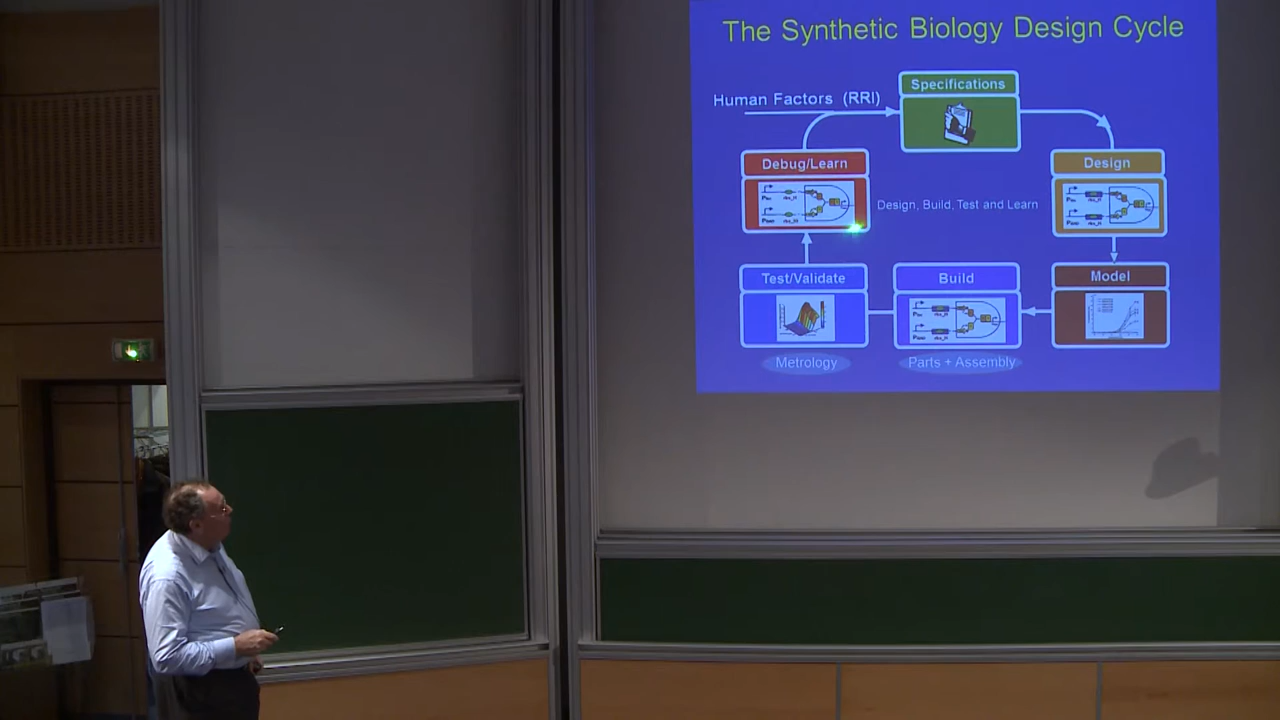 The Synthetic Biology Design Cycle
Human Factors (RRI)
Specifications
Debug/Learn
Design
Design, Build, Test and Learn
Test/Validate
Build
Model
Metrology
Parts + Assembly